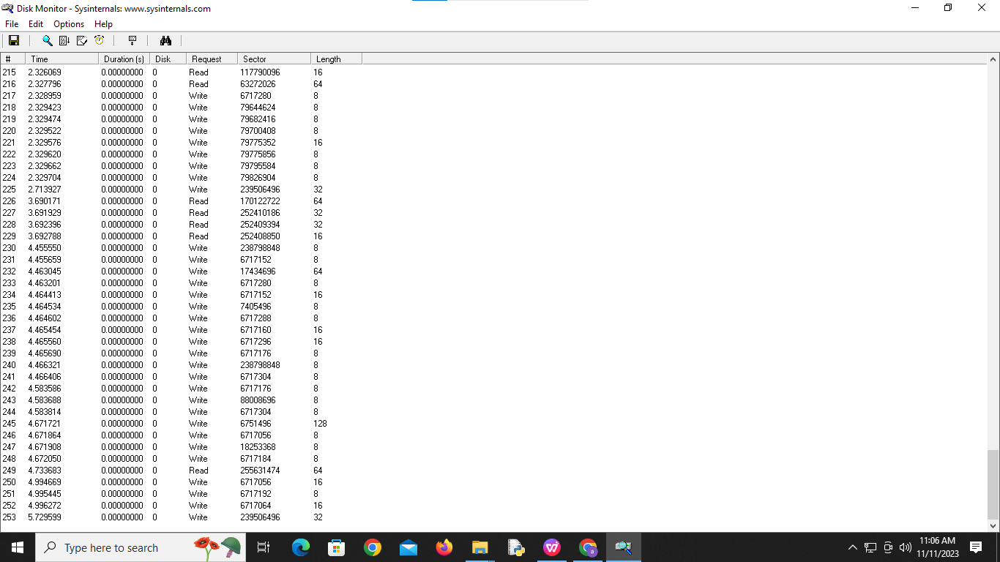 Disk Monitor - Sysinternals: www.sysinternals.com
File Edit Options Help
# Time Duration (s) Disk Request Sector Length
215 2.326069 0.00000000 0 Read 117790096 16
216 2.327796 0.00000000 0 Read 63272026 64
217 2.328959 0.00000000 0 Write 6717280 8
218 2.329423 0.00000000 0 Write 79644624 8
219 2.329474 0.00000000 0 Write 79682416 8
220 2.329522 0.00000000 0 Write 79700408 8
221 2.329576 0.00000000 0 Write 79775352 16
222 2.329620 0.00000000 0 Write 79775856 8
223 2.329662 0.00000000 0 Write 79795584 8
224 2.329704 0.00000000 0 Write 79826904 8
225 2.713927 0.00000000 0 Write 239506496 32
226 3.690171 0.00000000 0 Read 170122722 64
227 3.691929 0.00000000 0 Read 252410186 32
228 3.692396 0.00000000 0 Read 252409394 32
229 3.692788 0.00000000 0 Read 252408850 16
230 4.455550 0.00000000 0 Write 238798848 8
231 4.455659 0.00000000 0 Write 6717152 8
232 4.463045 0.00000000 0 Write 17434696 64
233 4.463201 0.00000000 0 Write 6717280 8
234 4.464413 0.00000000 0 Write 6717152 16
235 4.464534 0.00000000 0 Write 7405496 8
236 4.464602 0.00000000 0 Write 6717288 8
237 4.465454 0.00000000 0 Write 6717160 16
238 4.465560 0.00000000 0 Write 6717296 16
239 4.465690 0.00000000 0 Write 6717176 8
240 4.466321 0.00000000 0 Write 238798848 8
241 4.466406 0.00000000 0 Write 6717304 8
242 4.583586 0.00000000 0 Write 6717176 8
243 4.583688 0.00000000 0 Write 88008696 8
244 4.583814 0.00000000 0 Write 6717304 8
245 4.671721 0.00000000 0 Write 6751496 128
246 4.671864 0.00000000 0 Write 6717056 8
247 4.671908 0.00000000 0 Write 18253368 8
248 4.672050 0.00000000 0 Write 6717184 8
249 4.733683 0.00000000 0 Read 255631474 64
250 4.994669 0.00000000 0 Write 6717056 16
251 4.995445 0.00000000 0 Write 6717192 8
252 4.996272 0.00000000 0 Write 6717064 16
253 5.729599 0.00000000 0 Write 239506496 32
Type here to search
11:06 AM
11/11/2023